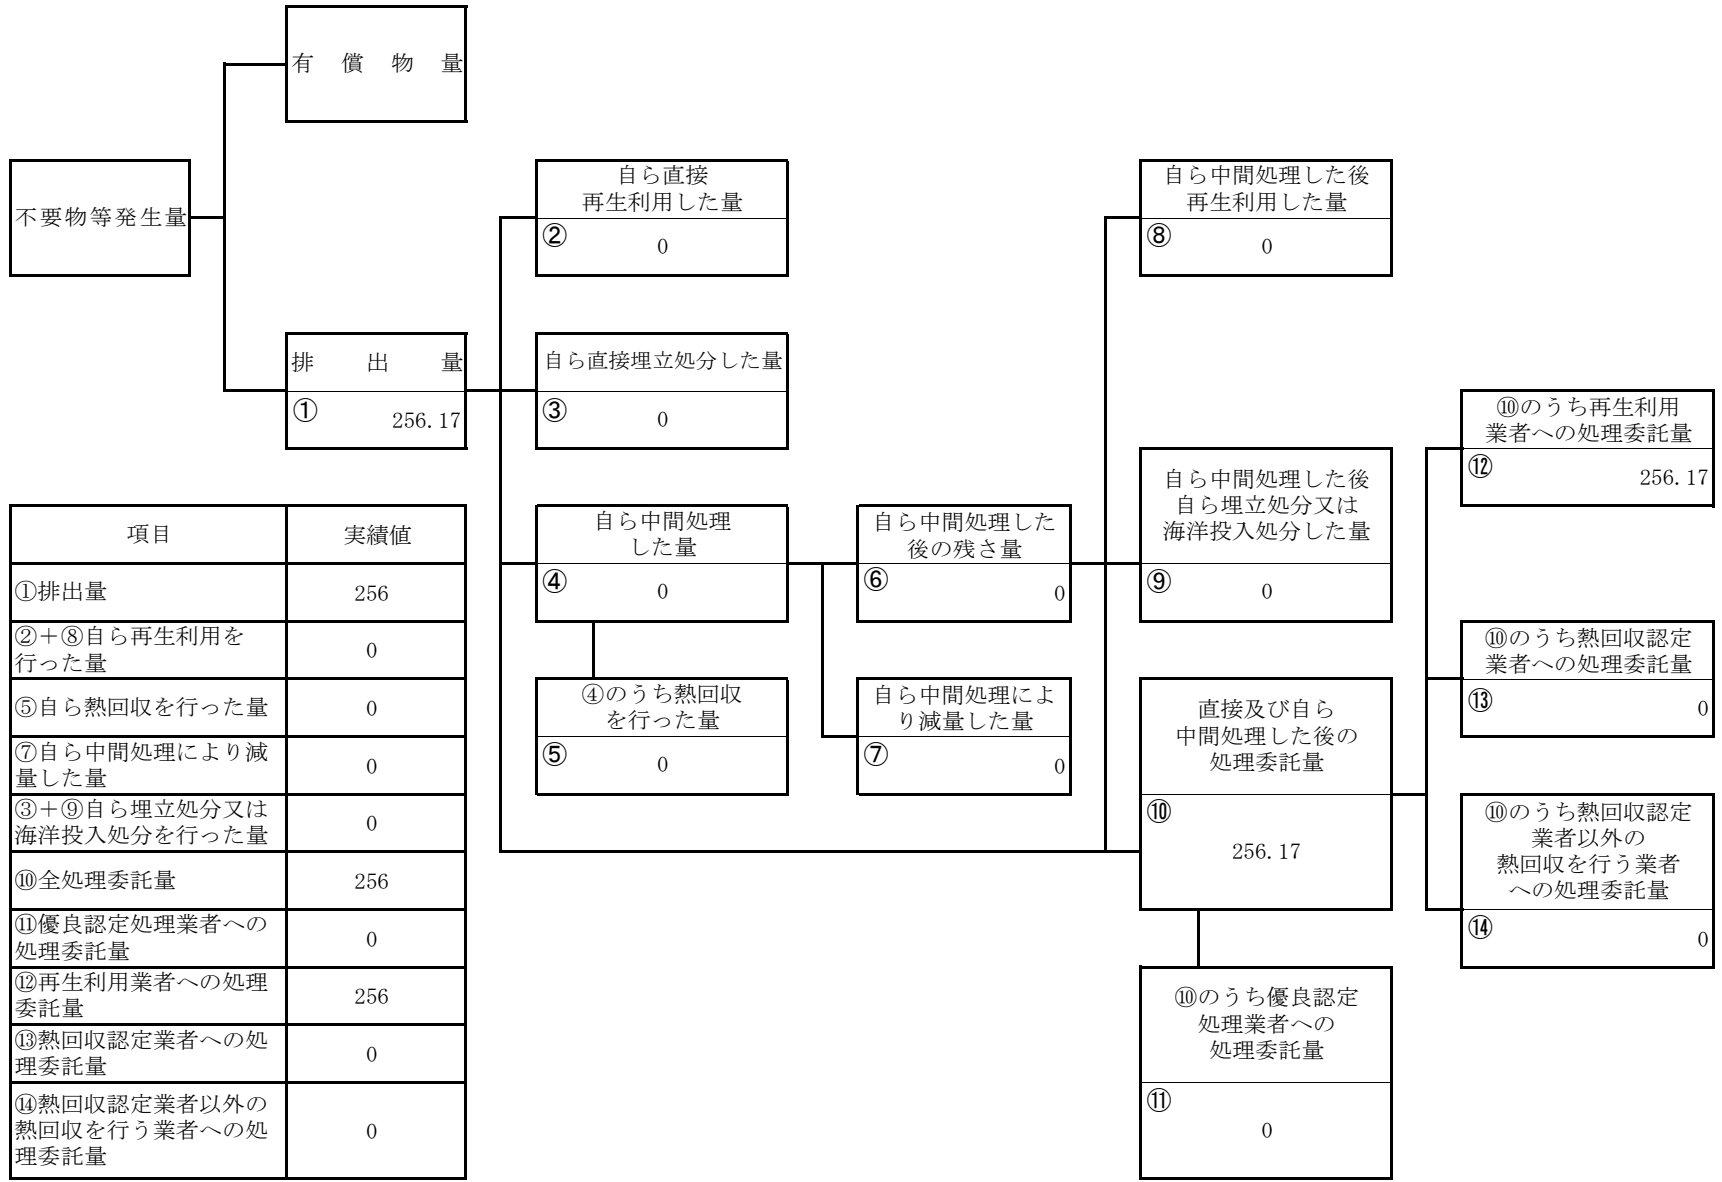 有償物量
不要物等発生量
排出量
①
256.17
自ら直接
再生利用した量
②
0
自ら直接埋立処分した量
③
0
自ら中間処理
した量
④
0
④のうち熱回収
を行った量
⑤
0
自ら中間処理した
後の残さ量
⑥
0
自ら中間処理によ
り減量した量
⑦
0
自ら中間処理した後
再生利用した量
⑧
0
自ら中間処理した後
自ら埋立処分又は
海洋投入処分した量
⑨
0
直接及び自ら
中間処理した後の
処理委託量
⑩
256.17
⑩のうち優良認定
処理業者への
処理委託量
⑪
0
⑩のうち再生利用
業者への処理委託量
⑫
256.17
⑩のうち熱回収認定
業者への処理委託量
⑬
0
⑩のうち熱回収認定
業者以外の
熱回収を行う業者
への処理委託量
⑭
0
項目 実績値
①排出量 256
②＋⑧自ら再生利用を
行った量 0
⑤自ら熱回収を行った量 0
⑦自ら中間処理により減
量した量 0
③＋⑨自ら埋立処分又は
海洋投入処分を行った量 0
⑩全処理委託量 256
⑪優良認定処理業者への
処理委託量 0
⑫再生利用業者への処理
委託量 256
⑬熱回収認定業者への処
理委託量 0
⑭熱回収認定業者以外の
熱回収を行う業者への処
理委託量 0